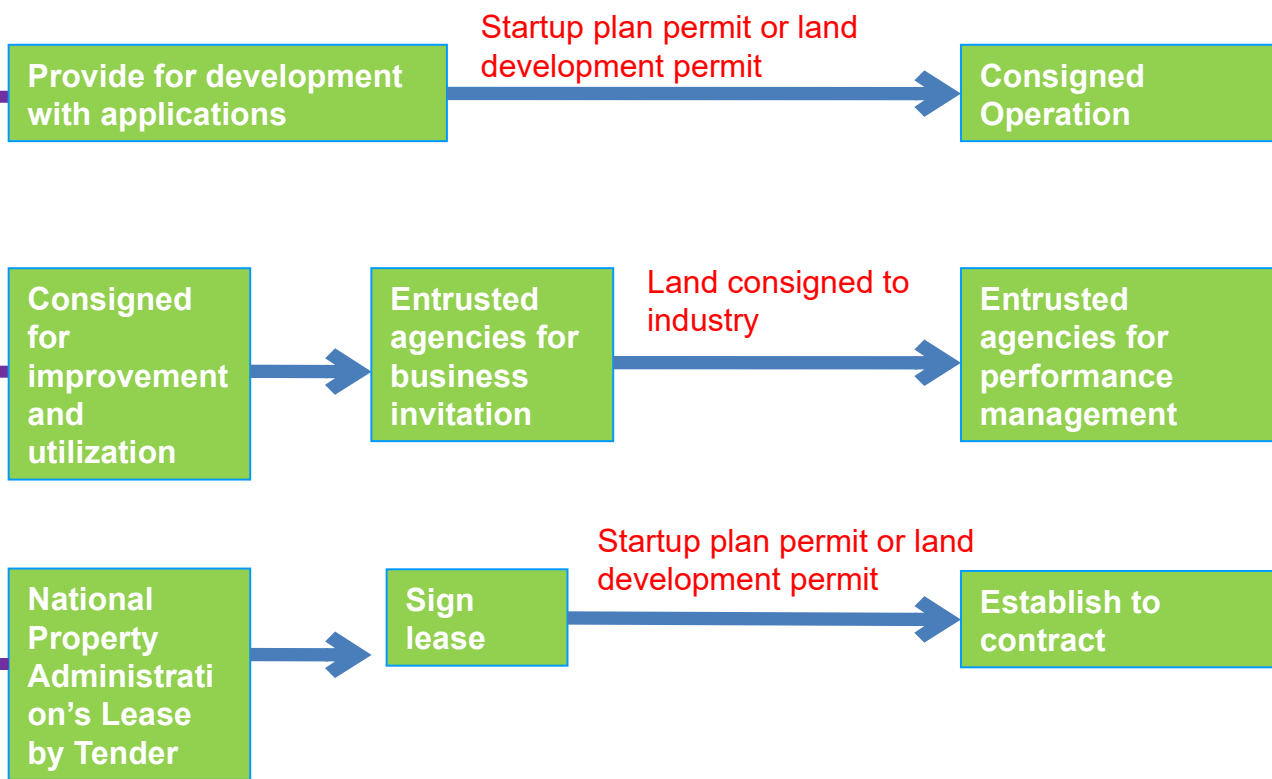 Startup plan permit or land
development permit
Provide for development
with applications
Consigned
Operation
Consigned
for
improvement
and
utilization
Entrusted
agencies for
business
invitation
Land consigned to
industry
Entrusted
agencies for
performance
management
Startup plan permit or land
development permit
National
Property
Administrati
on’s Lease
by Tender
Sign
lease
Establish to
contract